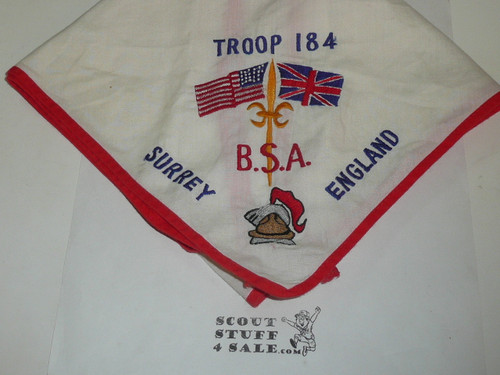 TROOP 184
B.S.A.
SURREY
ENGLAND
SCOUT
STUFF
4 SALE.com